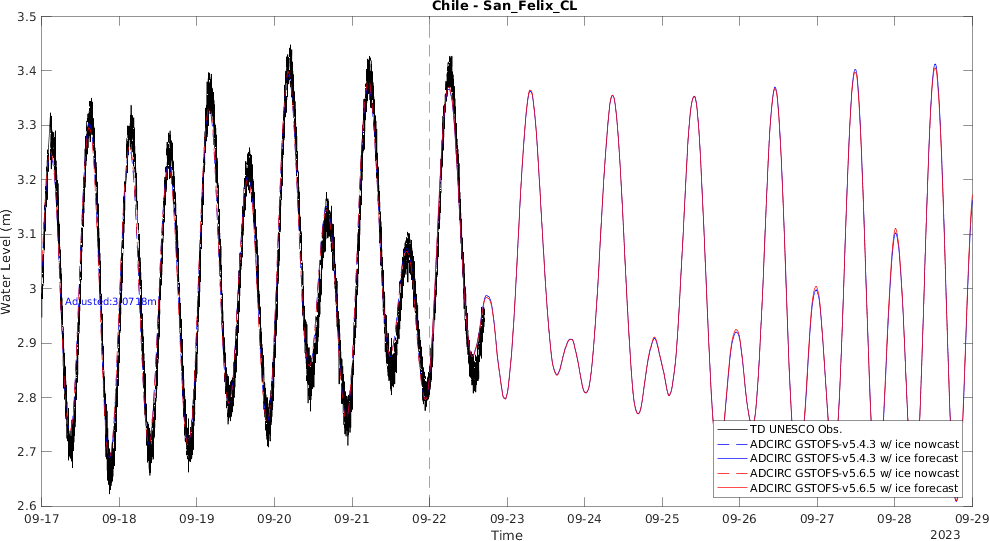 Chile - San_Felix_CL
3.5
3.4
3.3
3.2
3.1
3
2.9
2.8
2.7
2.6
Water Level (m)
Adjusted:3.0718m
TD UNESCO Obs.
ADCIRC GSTOFS-v5.4.3 w/ ice nowcast
ADCIRC GSTOFS-v5.4.3 w/ ice forecast
ADCIRC GSTOFS-v5.6.5 w/ ice nowcast
ADCIRC GSTOFS-v5.6.5 w/ ice forecast
09-17 09-18 09-19 09-20 09-21 09-22 09-23 09-24 09-25 09-26 09-27 09-28 09-29
Time
2023